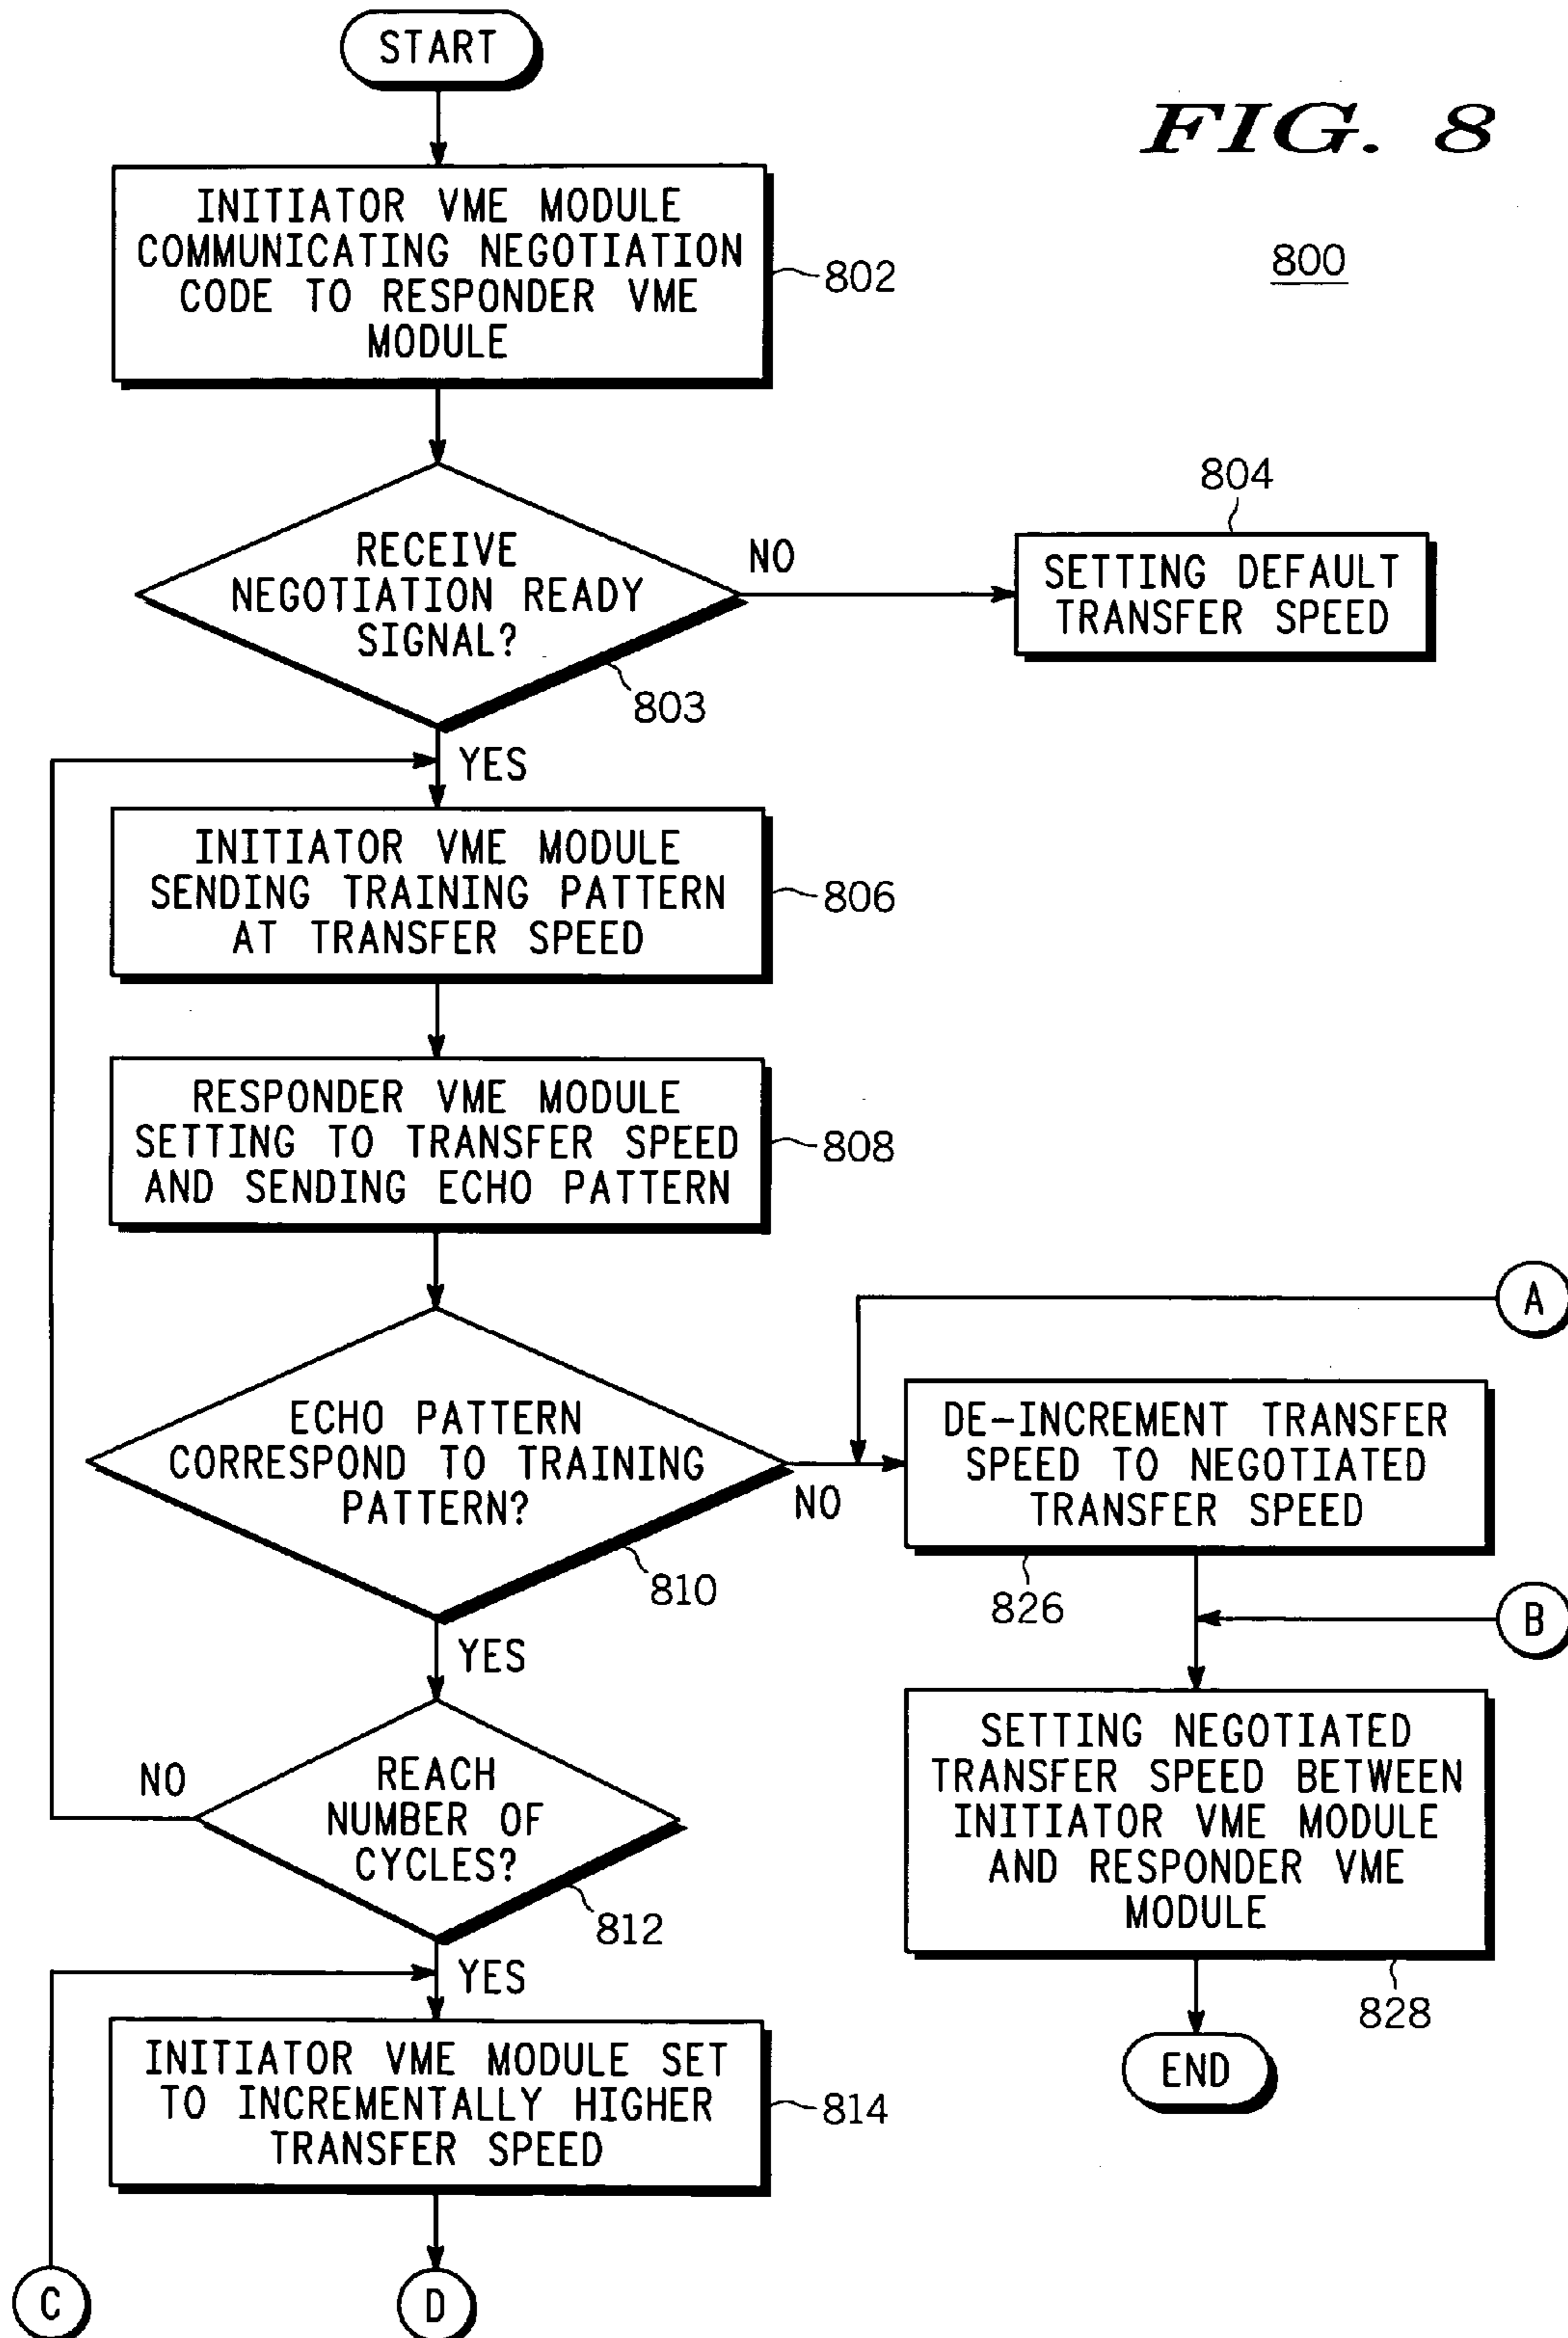 START
FIG. 8
800
INITIATOR VME MODULE
COMMUNICATING NEGOTIATION
CODE TO RESPONDER VME
MODULE
802
RECEIVE
NEGOTIATION READY
SIGNAL?
803
NO
804
SETTING DEFAULT
TRANSFER SPEED
YES
INITIATOR VME MODULE
SENDING TRAINING PATTERN
AT TRANSFER SPEED
806
RESPONDER VME MODULE
SETTING TO TRANSFER SPEED
AND SENDING ECHO PATTERN
808
A
ECHO PATTERN
CORRESPOND TO TRAINING
PATTERN?
810
NO
DE-INCREMENT TRANSFER
SPEED TO NEGOTIATED
TRANSFER SPEED
826
B
YES
REACH
NUMBER OF
CYCLES?
812
NO
SETTING NEGOTIATED
TRANSFER SPEED BETWEEN
INITIATOR VME MODULE
AND RESPONDER VME
MODULE
828
YES
INITIATOR VME MODULE SET
TO INCREMENTALLY HIGHER
TRANSFER SPEED
814
END
C
D